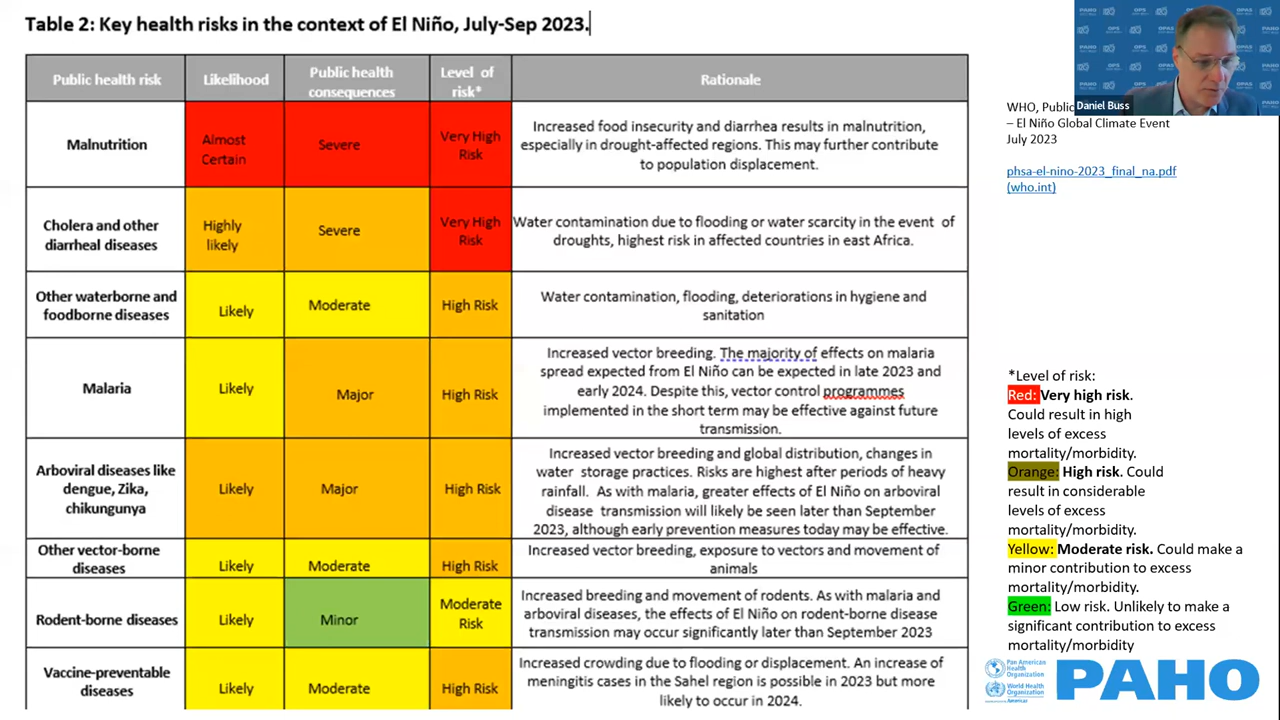 Table 2: Key health risks in the context of El Niño, July-Sep 2023.
Public health risk
Likelihood
Public health
consequences
Level of
risk*
Rationale
Malnutrition
Almost
Certain
Severe
Very High
Risk
Increased food insecurity and diarrhea results in malnutrition,
especially in drought-affected regions. This may further contribute
to population displacement.
Cholera and other
diarrheal diseases
Highly
likely
Severe
Very High
Risk
Water contamination due to flooding or water scarcity in the event of
droughts, highest risk in affected countries in east Africa.
Other waterborne and
foodborne diseases
Likely
Moderate
High Risk
Water contamination, flooding, deteriorations in hygiene and
sanitation
Malaria
Likely
Major
High Risk
Increased vector breeding. The majority of effects on malaria
spread expected from El Niño can be expected in late 2023 and
early 2024. Despite this, vector control programmes
implemented in the short term may be effective against future
transmission.
Arboviral diseases like
dengue, Zika,
chikungunya
Likely
Major
High Risk
Increased vector breeding and global distribution, changes in
water storage practices. Risks are highest after periods of heavy
rainfall. As with malaria, greater effects of El Niño on arboviral
disease transmission will likely be seen later than September
2023, although early prevention measures today may be effective.
Other vector-borne
diseases
Likely
Moderate
High Risk
Increased vector breeding, exposure to vectors and movement of
animals
Rodent-borne diseases
Likely
Minor
Moderate
Risk
Increased breeding and movement of rodents. As with malaria and
arboviral diseases, the effects of El Niño on rodent-borne disease
transmission may occur significantly later than September 2023
Vaccine-preventable
diseases
Likely
Moderate
High Risk
Increased crowding due to flooding or displacement. An increase of
meningitis cases in the Sahel region is possible in 2023 but more
likely to occur in 2024.
OPS
PAHO
Daniel Buss
WHO, Public
– El Niño Global Climate Event
July 2023
phsa-el-nino-2023_final_na.pdf
(who.int)
*Level of risk:
Red: Very high risk.
Could result in high
levels of excess
mortality/morbidity.
Orange: High risk. Could
result in considerable
levels of excess
mortality/morbidity.
Yellow: Moderate risk. Could make a
minor contribution to excess
mortality/morbidity.
Green: Low risk. Unlikely to make a
significant contribution to excess
mortality/morbidity
Pan American
Health
Organization
World Health
Organization
PAHO